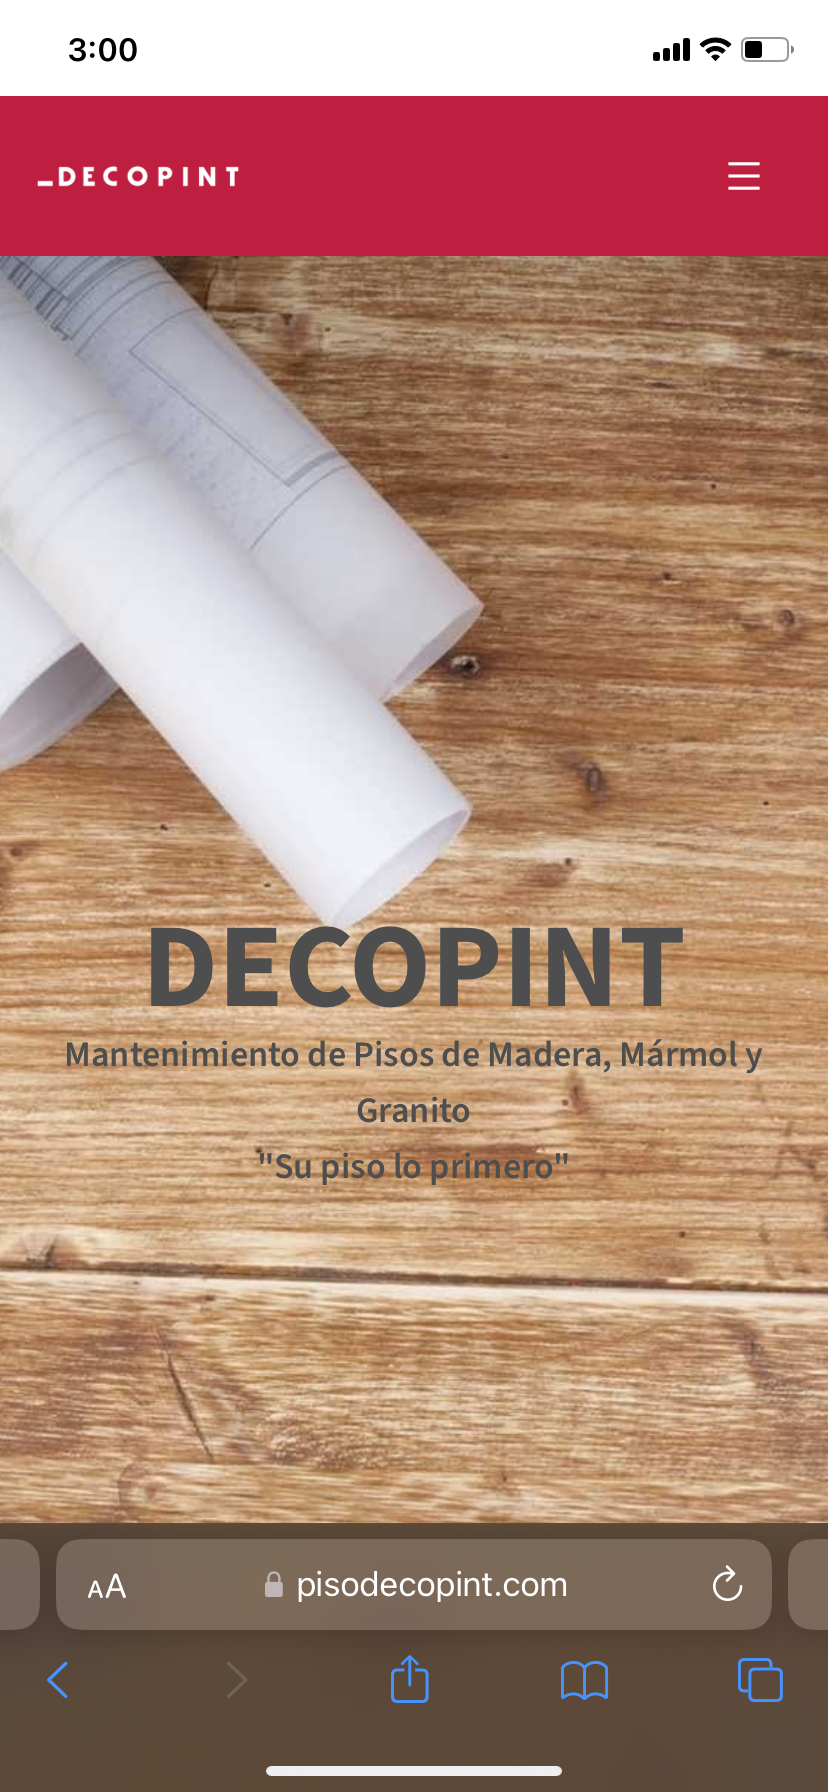 3:00
_DECOPINT
DECOPINT
Mantenimiento de Pisos de Madera, Mármol y
Granito
"Su piso lo primero"
AA
pisodecopint.com